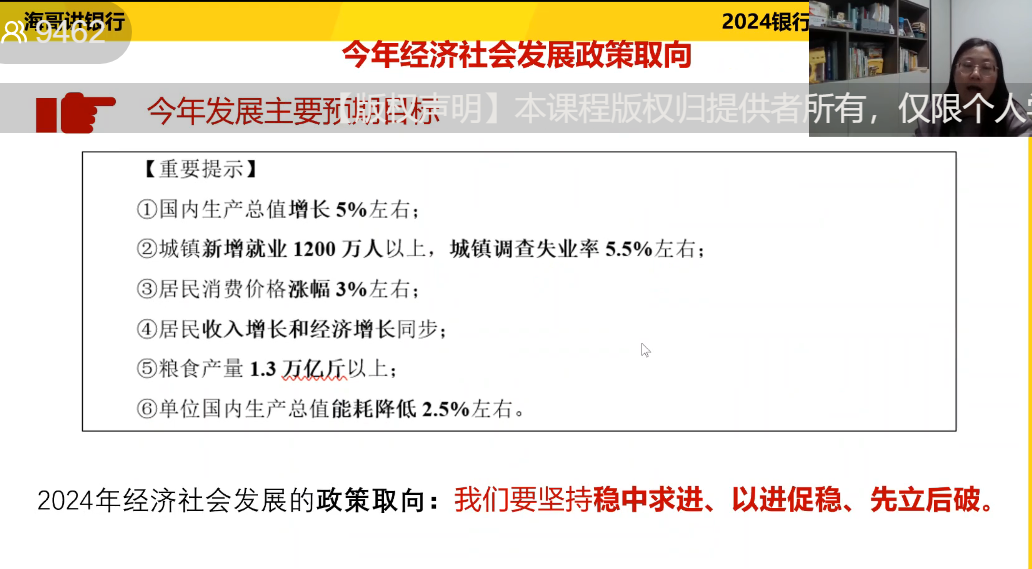 海哥讲银行
9462
2024银行
今年经济社会发展政策取向
今年发展主要预期目标
【版权声明】本课程版权归提供者所有，仅限个人学
【重要提示】
①国内生产总值增长 5%左右；
②城镇新增就业 1200 万人以上，城镇调查失业率 5.5%左右；
③居民消费价格涨幅 3%左右；
④居民收入增长和经济增长同步；
⑤粮食产量 1.3 万亿斤以上；
⑥单位国内生产总值能耗降低 2.5%左右。
2024年经济社会发展的政策取向：我们要坚持稳中求进、以进促稳、先立后破。